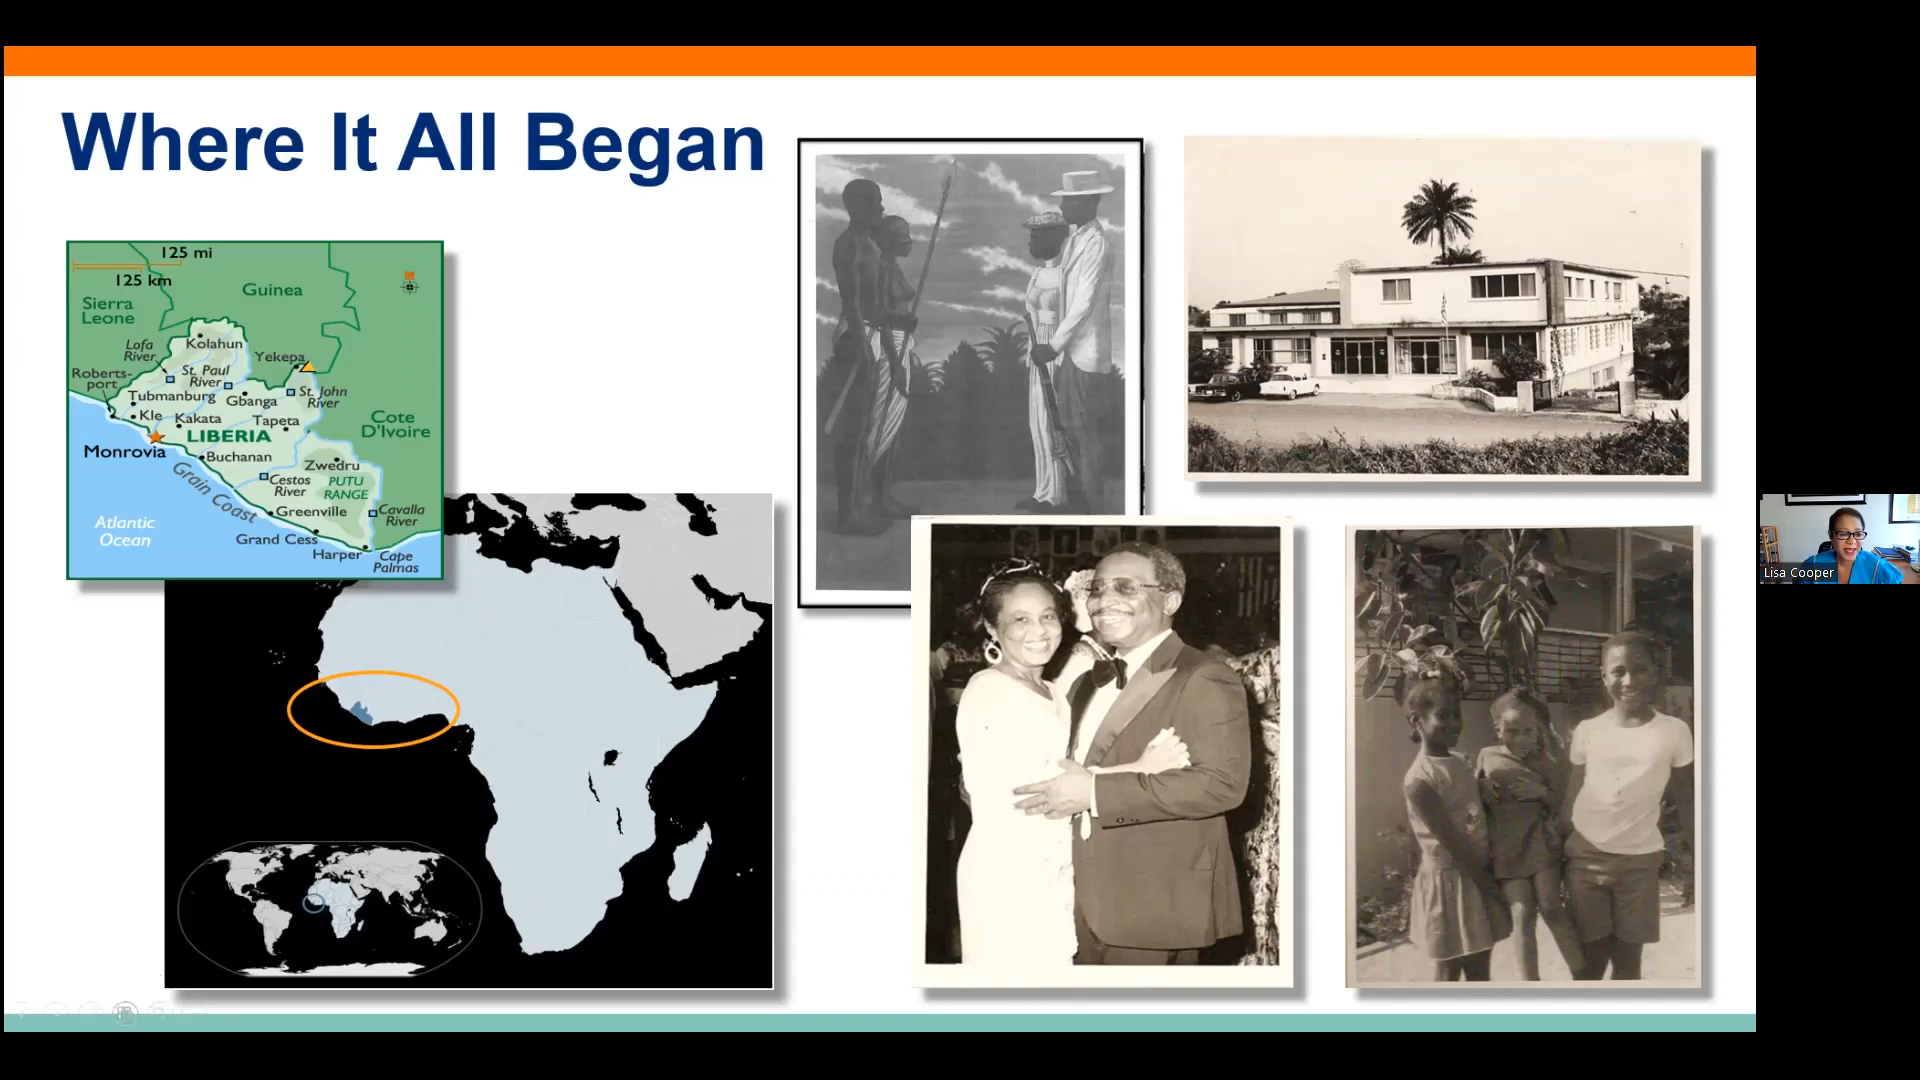 Where It All Began
125 mi
125 km
Guinea
Sierra
Leone
Lofa
River
Kolahun
Yekepa
Roberts-
port
St. Paul
River
St. John
River
Tubmanburg
Gbanga
Kle
Kakata
Tapeta
Cote
D'Ivoire
LIBERIA
Monrovia
Buchanan
Zwedru
Grain Coast
Cestos
River
PUTU
RANGE
Greenville
Cavalla
River
Atlantic
Ocean
Grand Cess
Harper
Cape
Palmas
Lisa Cooper